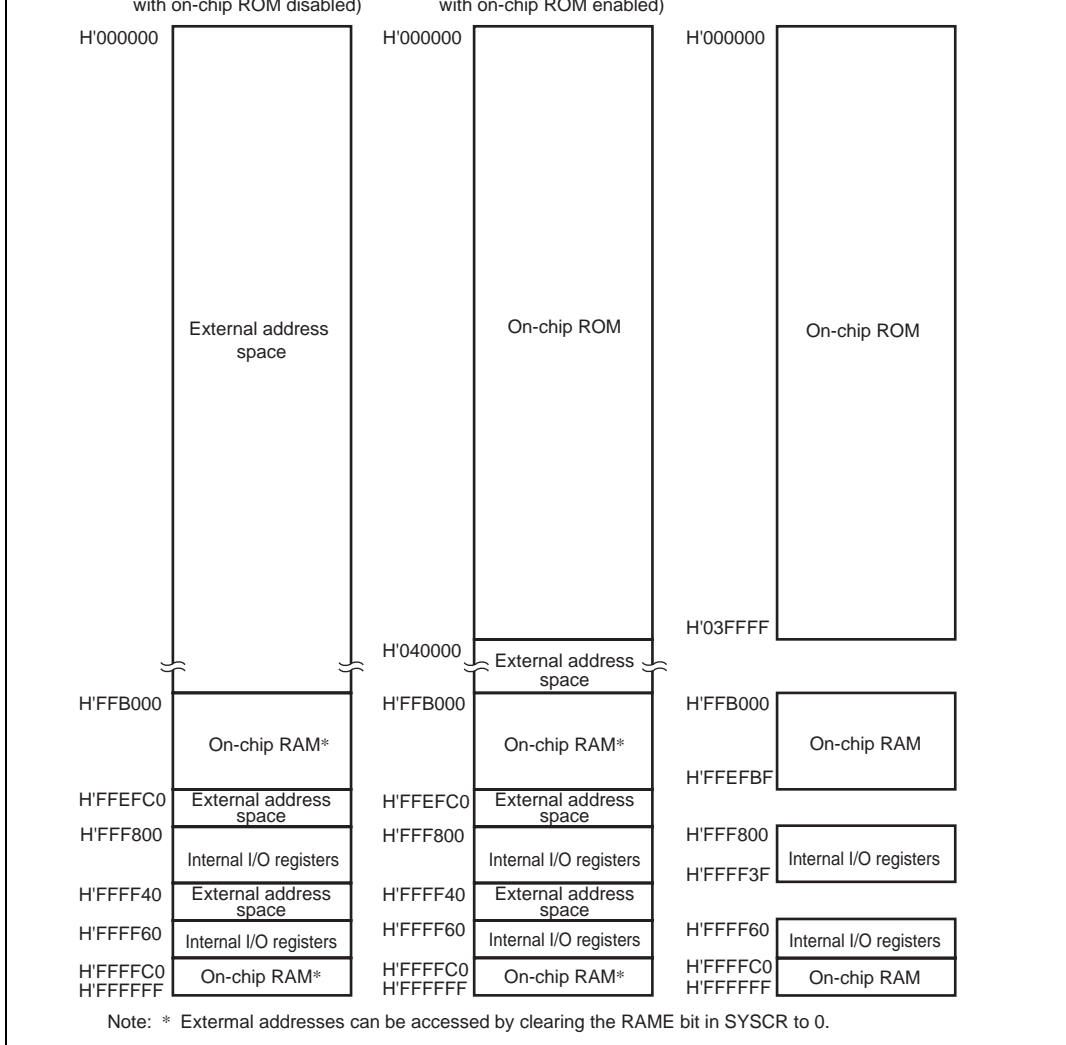 with on-chip ROM disabled)
with on-chip ROM enabled)
H'000000
External address
space
H'FFB000
On-chip RAM*
H'FFEFC0
External address
space
H'FFF800
Internal I/O registers
H'FFFF40
External address
space
H'FFFF60
Internal I/O registers
H'FFFFC0
On-chip RAM*
H'FFFFFF
H'000000
On-chip ROM
H'040000
External address
space
H'FFB000
On-chip RAM*
H'FFEFC0
External address
space
H'FFF800
Internal I/O registers
H'FFFF40
External address
space
H'FFFF60
Internal I/O registers
H'FFFFC0
On-chip RAM*
H'FFFFFF
H'000000
On-chip ROM
H'03FFFF
H'FFB000
On-chip RAM
H'FFEFBF
H'FFF800
Internal I/O registers
H'FFFF3F
H'FFFF60
Internal I/O registers
H'FFFFC0
On-chip RAM
H'FFFFFF
Note: * Extermal addresses can be accessed by clearing the RAME bit in SYSCR to 0.